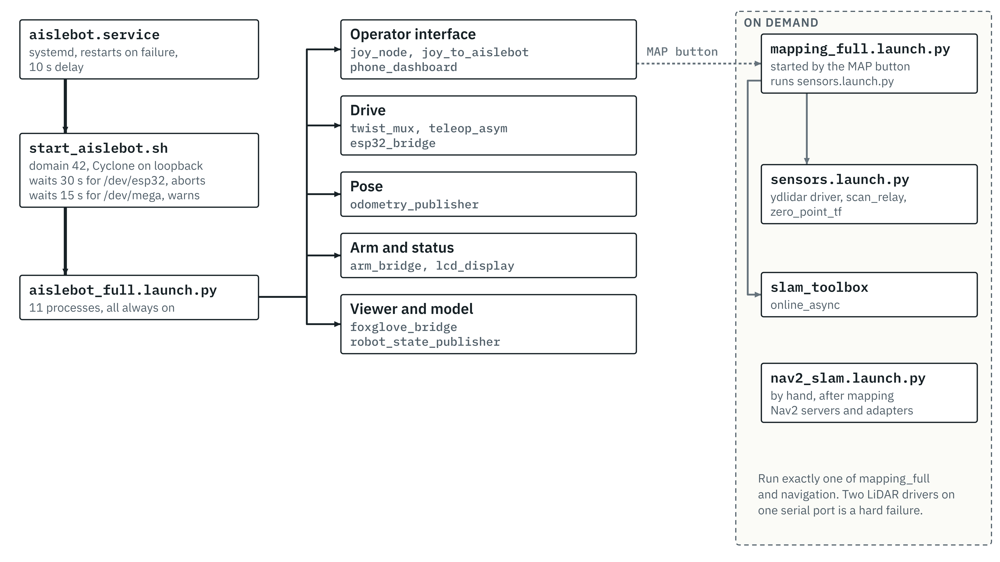 aislebot.service
systemd, restarts on failure,
10 s delay
start_aislebot.sh
domain 42, Cyclone on loopback
waits 30 s for /dev/esp32, aborts
waits 15 s for /dev/mega, warns
aislebot_full.launch.py
11 processes, all always on
Operator interface
joy_node, joy_to_aislebot
phone_dashboard
Drive
twist_mux, teleop_asym
esp32_bridge
Pose
odometry_publisher
Arm and status
arm_bridge, lcd_display
Viewer and model
foxglove_bridge
robot_state_publisher
MAP button
ON DEMAND
mapping_full.launch.py
started by the MAP button
runs sensors.launch.py
sensors.launch.py
ydlidar driver, scan_relay,
zero_point_tf
slam_toolbox
online_async
nav2_slam.launch.py
by hand, after mapping
Nav2 servers and adapters
Run exactly one of mapping_full
and navigation. Two LiDAR drivers on
one serial port is a hard failure.